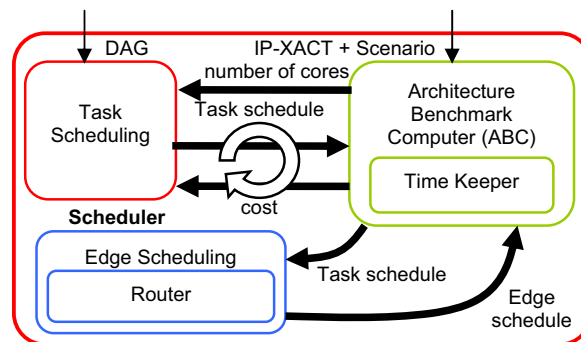 DAG
IP-XACT + Scenario
number of cores
Task
Scheduling
Task schedule
Architecture
Benchmark
Computer (ABC)
Time Keeper
cost
Scheduler
Edge Scheduling
Router
Task schedule
Edge
schedule